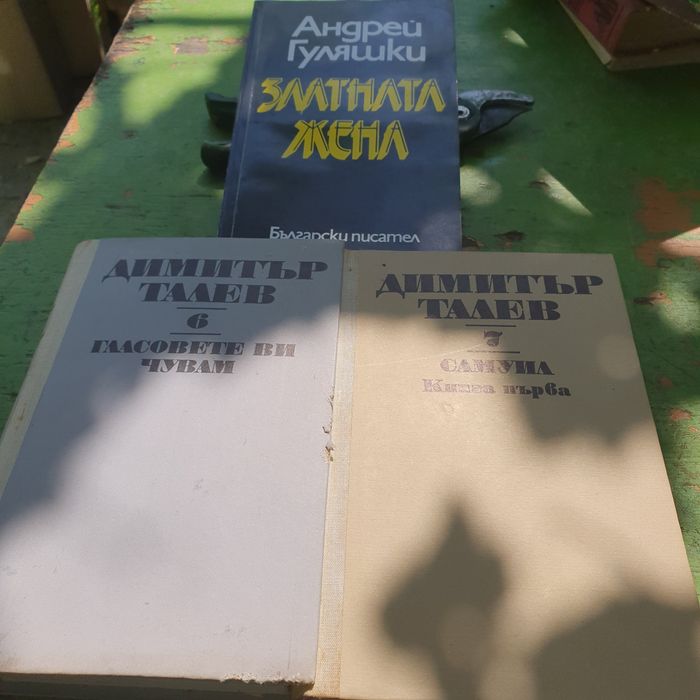 Андрей
Гуляшки
ЗЛАТНАТА
ЖЕНА
Български писател
ДИМИТЪР
ТАЛЕВ
6
ГЛАСОВЕТЕ ВИ
ЧУВАМ
ДИМИТЪР
ТАЛЕВ
7
САМУИЛ
Книга първа